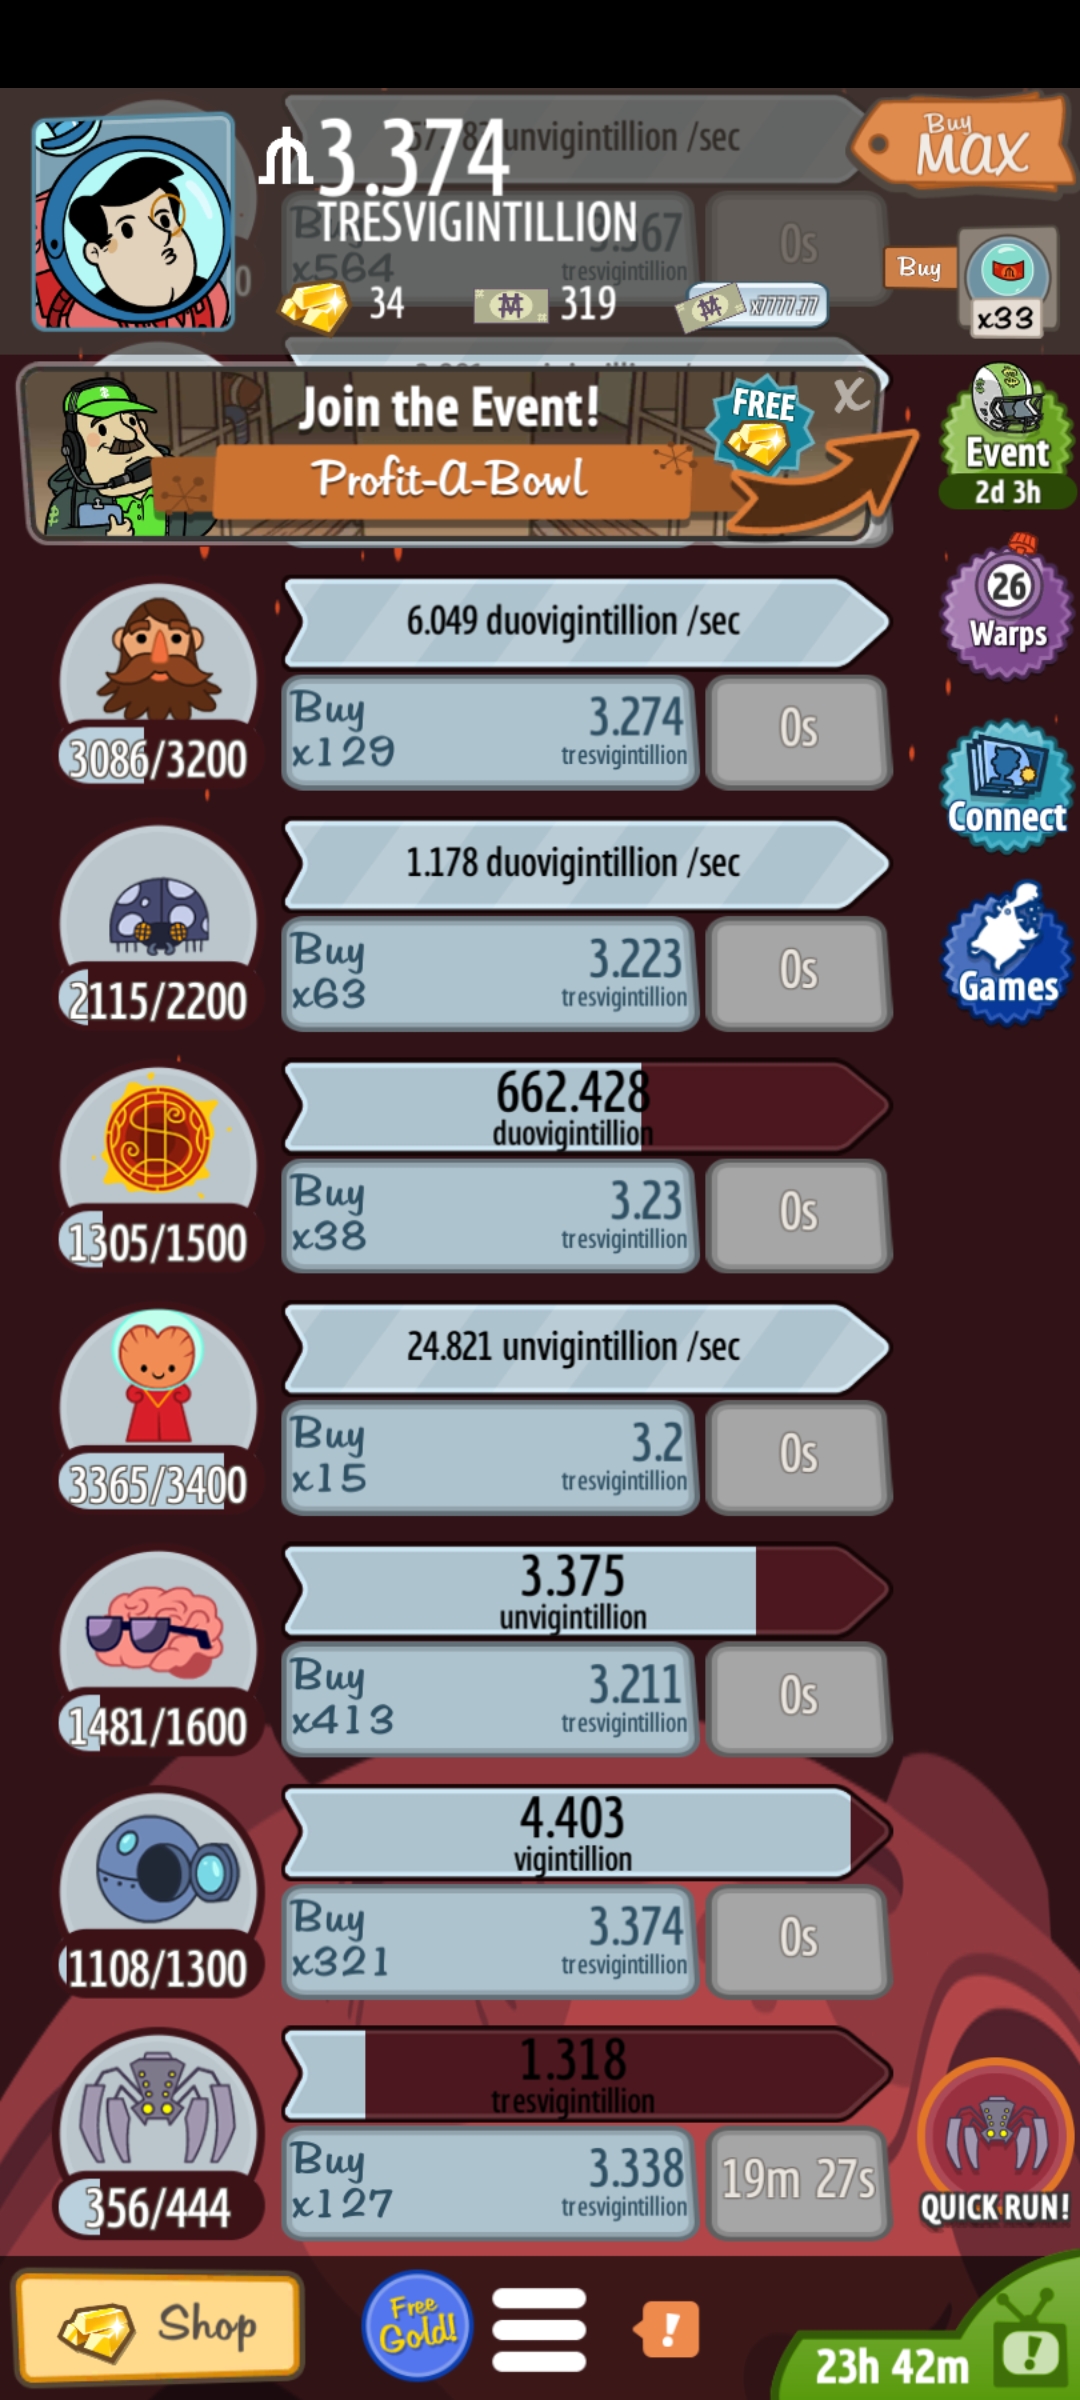 3.374
TRESVIGINTILLION
unvigintillion /sec
Buy
MAX
x564
tresvigintillion
0s
34
319
x7777.77
Buy
x33
Join the Event!
Profit-A-Bowl
FREE
X
Event
2d 3h
6.049 duovigintillion /sec
3086/3200
Buy
x129
3.274
tresvigintillion
0s
26
Warps
1.178 duovigintillion /sec
2115/2200
Buy
x63
3.223
tresvigintillion
0s
Connect
Games
662.428
duovigintillion
1305/1500
Buy
x38
3.23
tresvigintillion
0s
24.821 unvigintillion /sec
3365/3400
Buy
x15
3.2
tresvigintillion
0s
3.375
unvigintillion
1481/1600
Buy
x413
3.211
tresvigintillion
0s
4.403
vigintillion
1108/1300
Buy
x321
3.374
tresvigintillion
0s
1.318
tresvigintillion
356/444
Buy
x127
3.338
tresvigintillion
19m 27s
QUICK RUN!
Shop
Free
Gold!
!
23h 42m
!